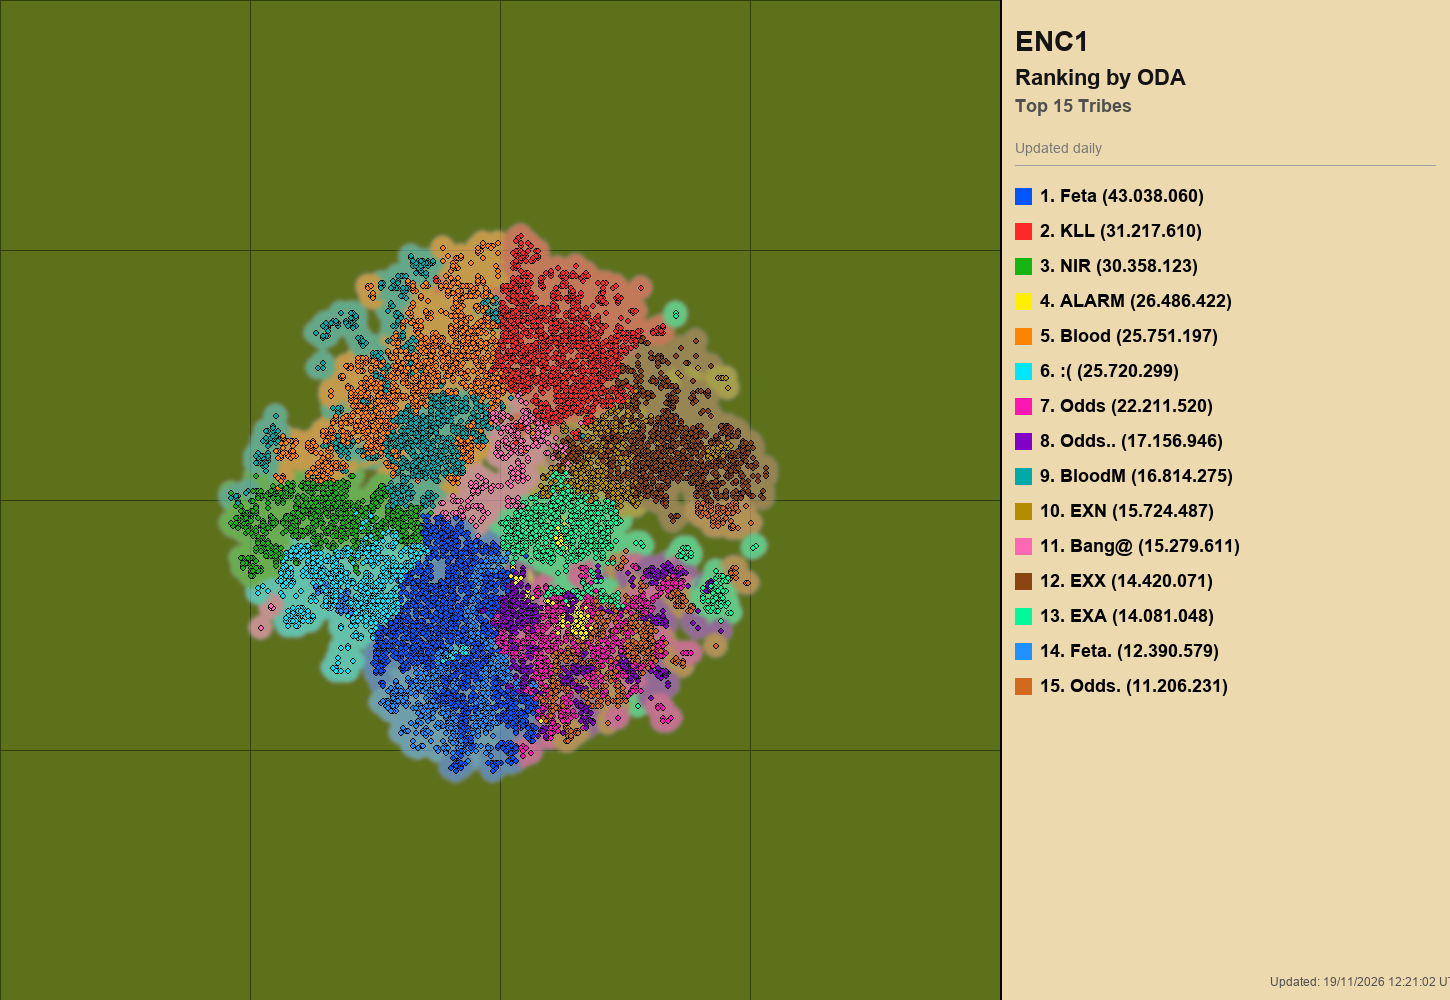 ENC1
Ranking by ODA
Top 15 Tribes
Updated daily
1. Feta (43.038.060)
2. KLL (31.217.610)
3. NIR (30.358.123)
4. ALARM (26.486.422)
5. Blood (25.751.197)
6. :( (25.720.299)
7. Odds (22.211.520)
8. Odds.. (17.156.946)
9. BloodM (16.814.275)
10. EXN (15.724.487)
11. Bang@ (15.279.611)
12. EXX (14.420.071)
13. EXA (14.081.048)
14. Feta. (12.390.579)
15. Odds. (11.206.231)
Updated: 19/11/2026 12:21:02